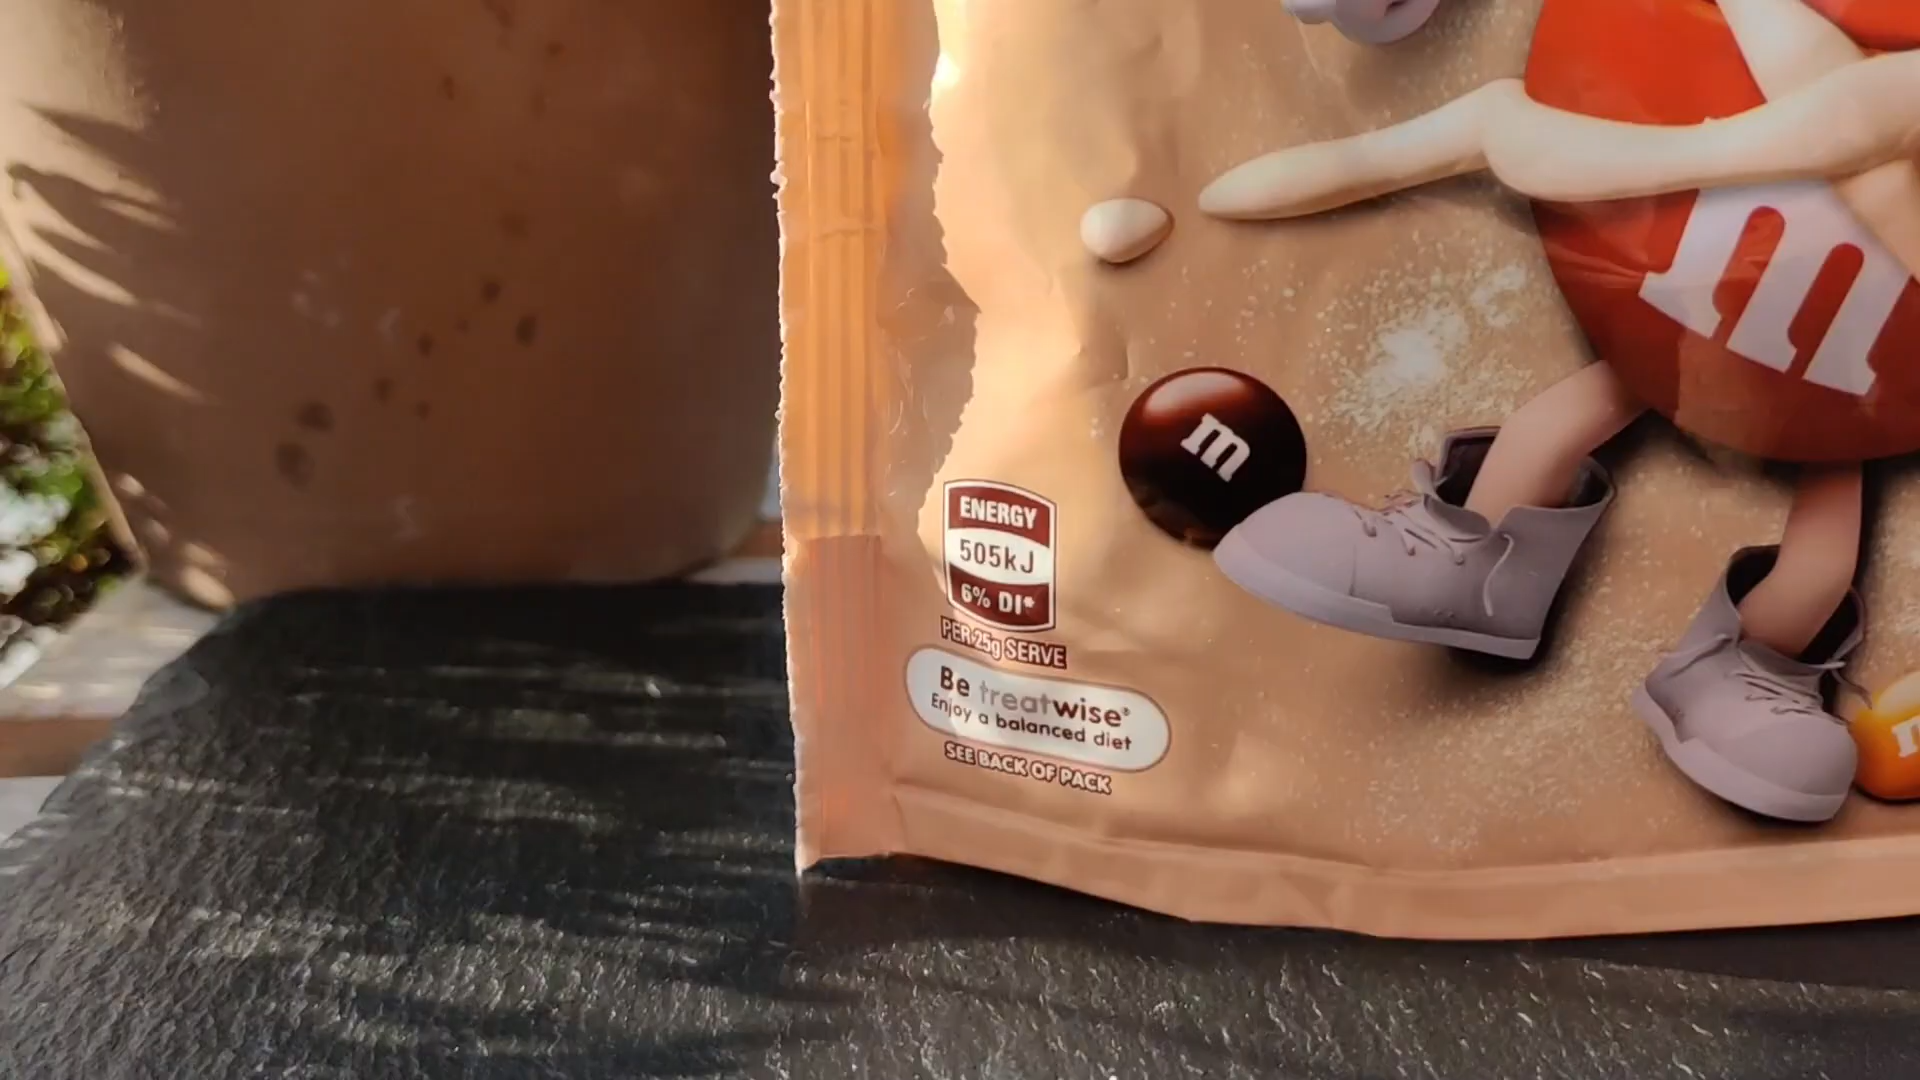 m
m
ENERGY
505kJ
6% DI*
PER 25g SERVE
Be treatwise®
Enjoy a balanced diet
SEE BACK OF PACK
m